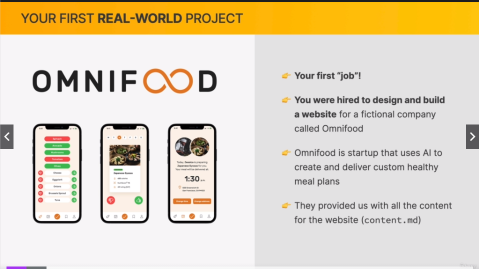 YOUR FIRST REAL-WORLD PROJECT
OMNIFOOD
Your first "job"!
You were hired to design and build
a website for a fictional company
called Omnifood
Omnifood is startup that uses AI to
create and deliver custom healthy
meal plans
They provided us with all the content
for the website (content.md)
1:30